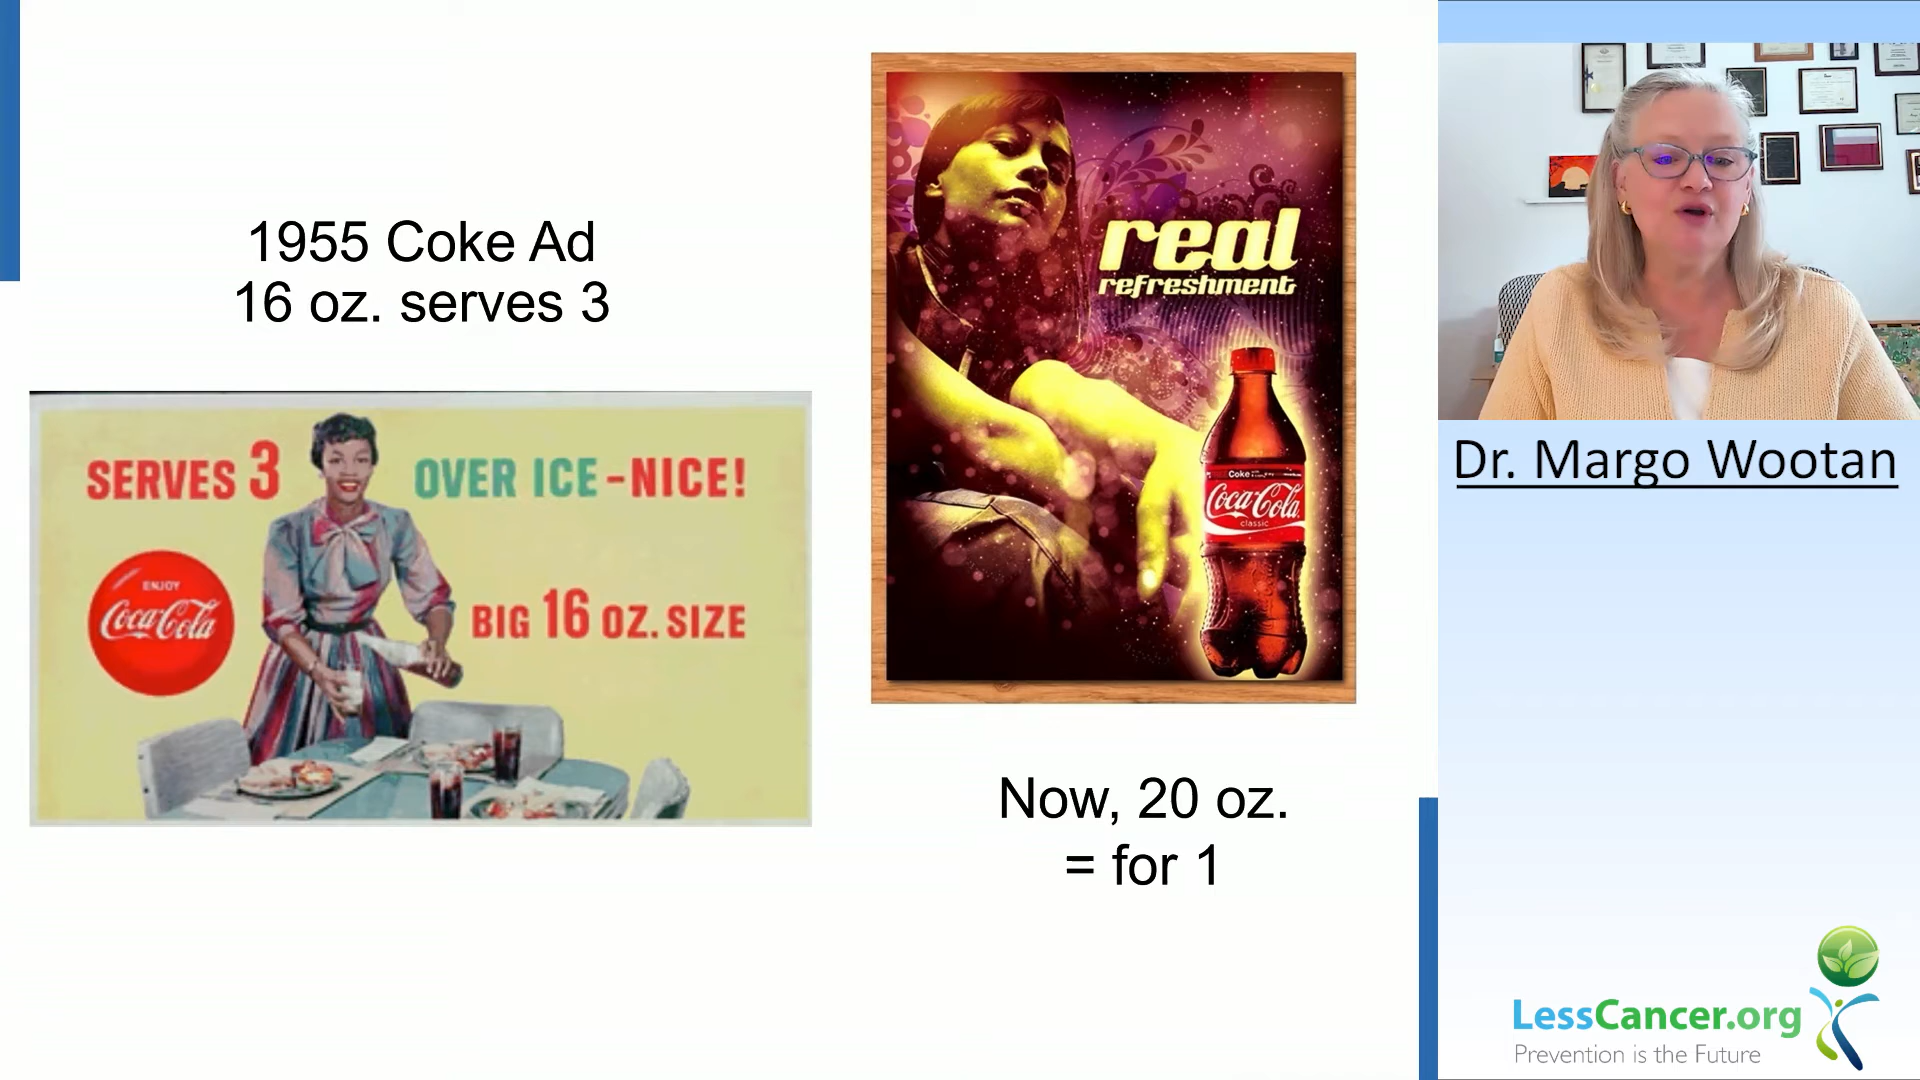 1955 Coke Ad
16 oz. serves 3
SERVES 3 OVER ICE - NICE!
ENJOY
Coca-Cola
BIG 16 OZ. SIZE
real
refreshment
Coke
Coca-Cola
classic
Now, 20 oz.
= for 1
Dr. Margo Wootan
LessCancer.org
Prevention is the Future